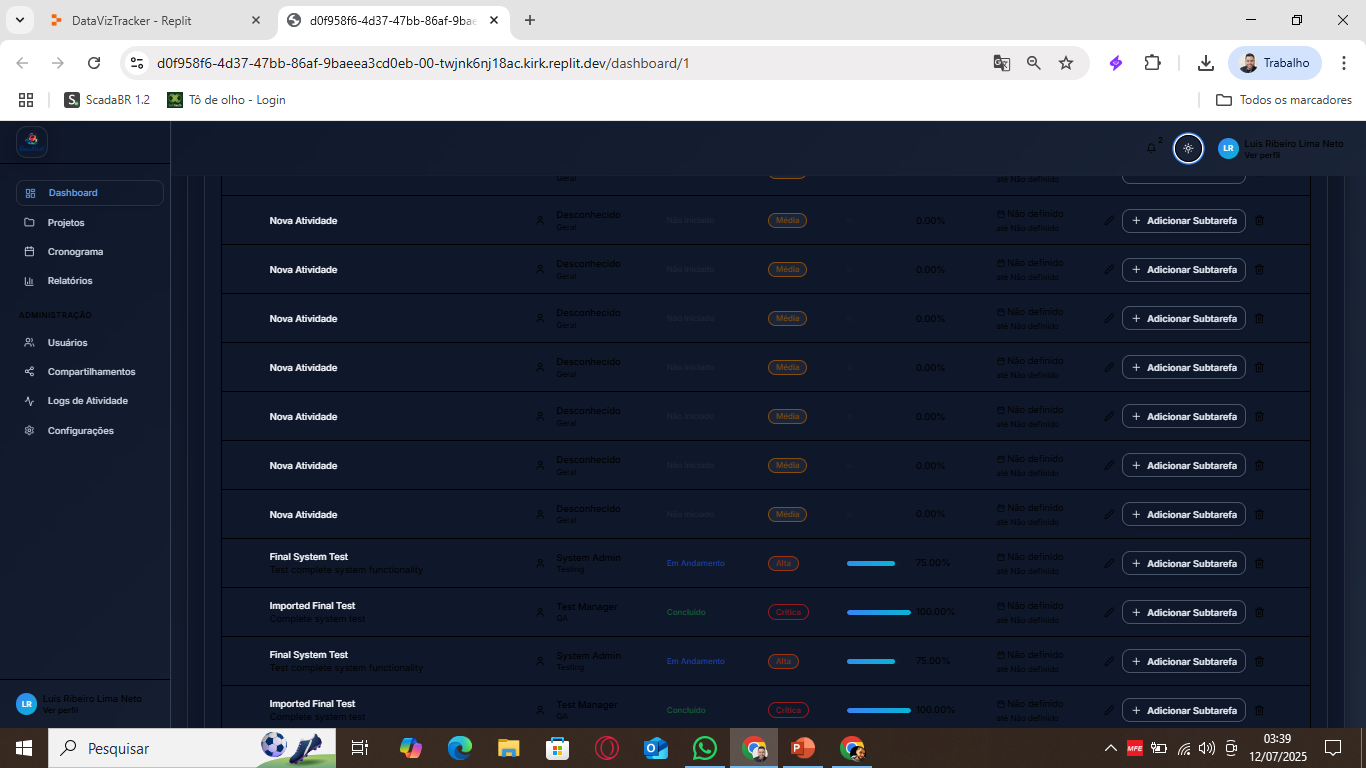 DataVizTracker - Replit
d0f958f6-4d37-47bb-86af-9bae
d0f958f6-4d37-47bb-86af-9baeea3cd0eb-00-twjnk6nj18ac.kirk.replit.dev/dashboard/1
Trabalho
ScadaBR 1.2
Tô de olho - Login
Todos os marcadores
2
LR
Luis Ribeiro Lima Neto
Ver perfil
Dashboard
Projetos
Cronograma
Relatórios
ADMINISTRAÇÃO
Usuários
Compartilhamentos
Logs de Atividade
Configurações
LR
Luis Ribeiro Lima Neto
Ver perfil
Geral
até Não definido
Nova Atividade
Desconhecido
Geral
Não iniciado
Média
0.00%
Não definido
até Não definido
Adicionar Subtarefa
Nova Atividade
Desconhecido
Geral
Não iniciado
Média
0.00%
Não definido
até Não definido
Adicionar Subtarefa
Nova Atividade
Desconhecido
Geral
Não iniciado
Média
0.00%
Não definido
até Não definido
Adicionar Subtarefa
Nova Atividade
Desconhecido
Geral
Não iniciado
Média
0.00%
Não definido
até Não definido
Adicionar Subtarefa
Nova Atividade
Desconhecido
Geral
Não iniciado
Média
0.00%
Não definido
até Não definido
Adicionar Subtarefa
Nova Atividade
Desconhecido
Geral
Não iniciado
Média
0.00%
Não definido
até Não definido
Adicionar Subtarefa
Nova Atividade
Desconhecido
Geral
Não iniciado
Média
0.00%
Não definido
até Não definido
Adicionar Subtarefa
Final System Test
Test complete system functionality
System Admin
Testing
Em Andamento
Alta
75.00%
Não definido
até Não definido
Adicionar Subtarefa
Imported Final Test
Complete system test
Test Manager
QA
Concluído
Crítica
100.00%
Não definido
até Não definido
Adicionar Subtarefa
Final System Test
Test complete system functionality
System Admin
Testing
Em Andamento
Alta
75.00%
Não definido
até Não definido
Adicionar Subtarefa
Imported Final Test
Complete system test
Test Manager
QA
Concluído
Crítica
100.00%
Não definido
até Não definido
Adicionar Subtarefa
Pesquisar
MFE
03:39
12/07/2025